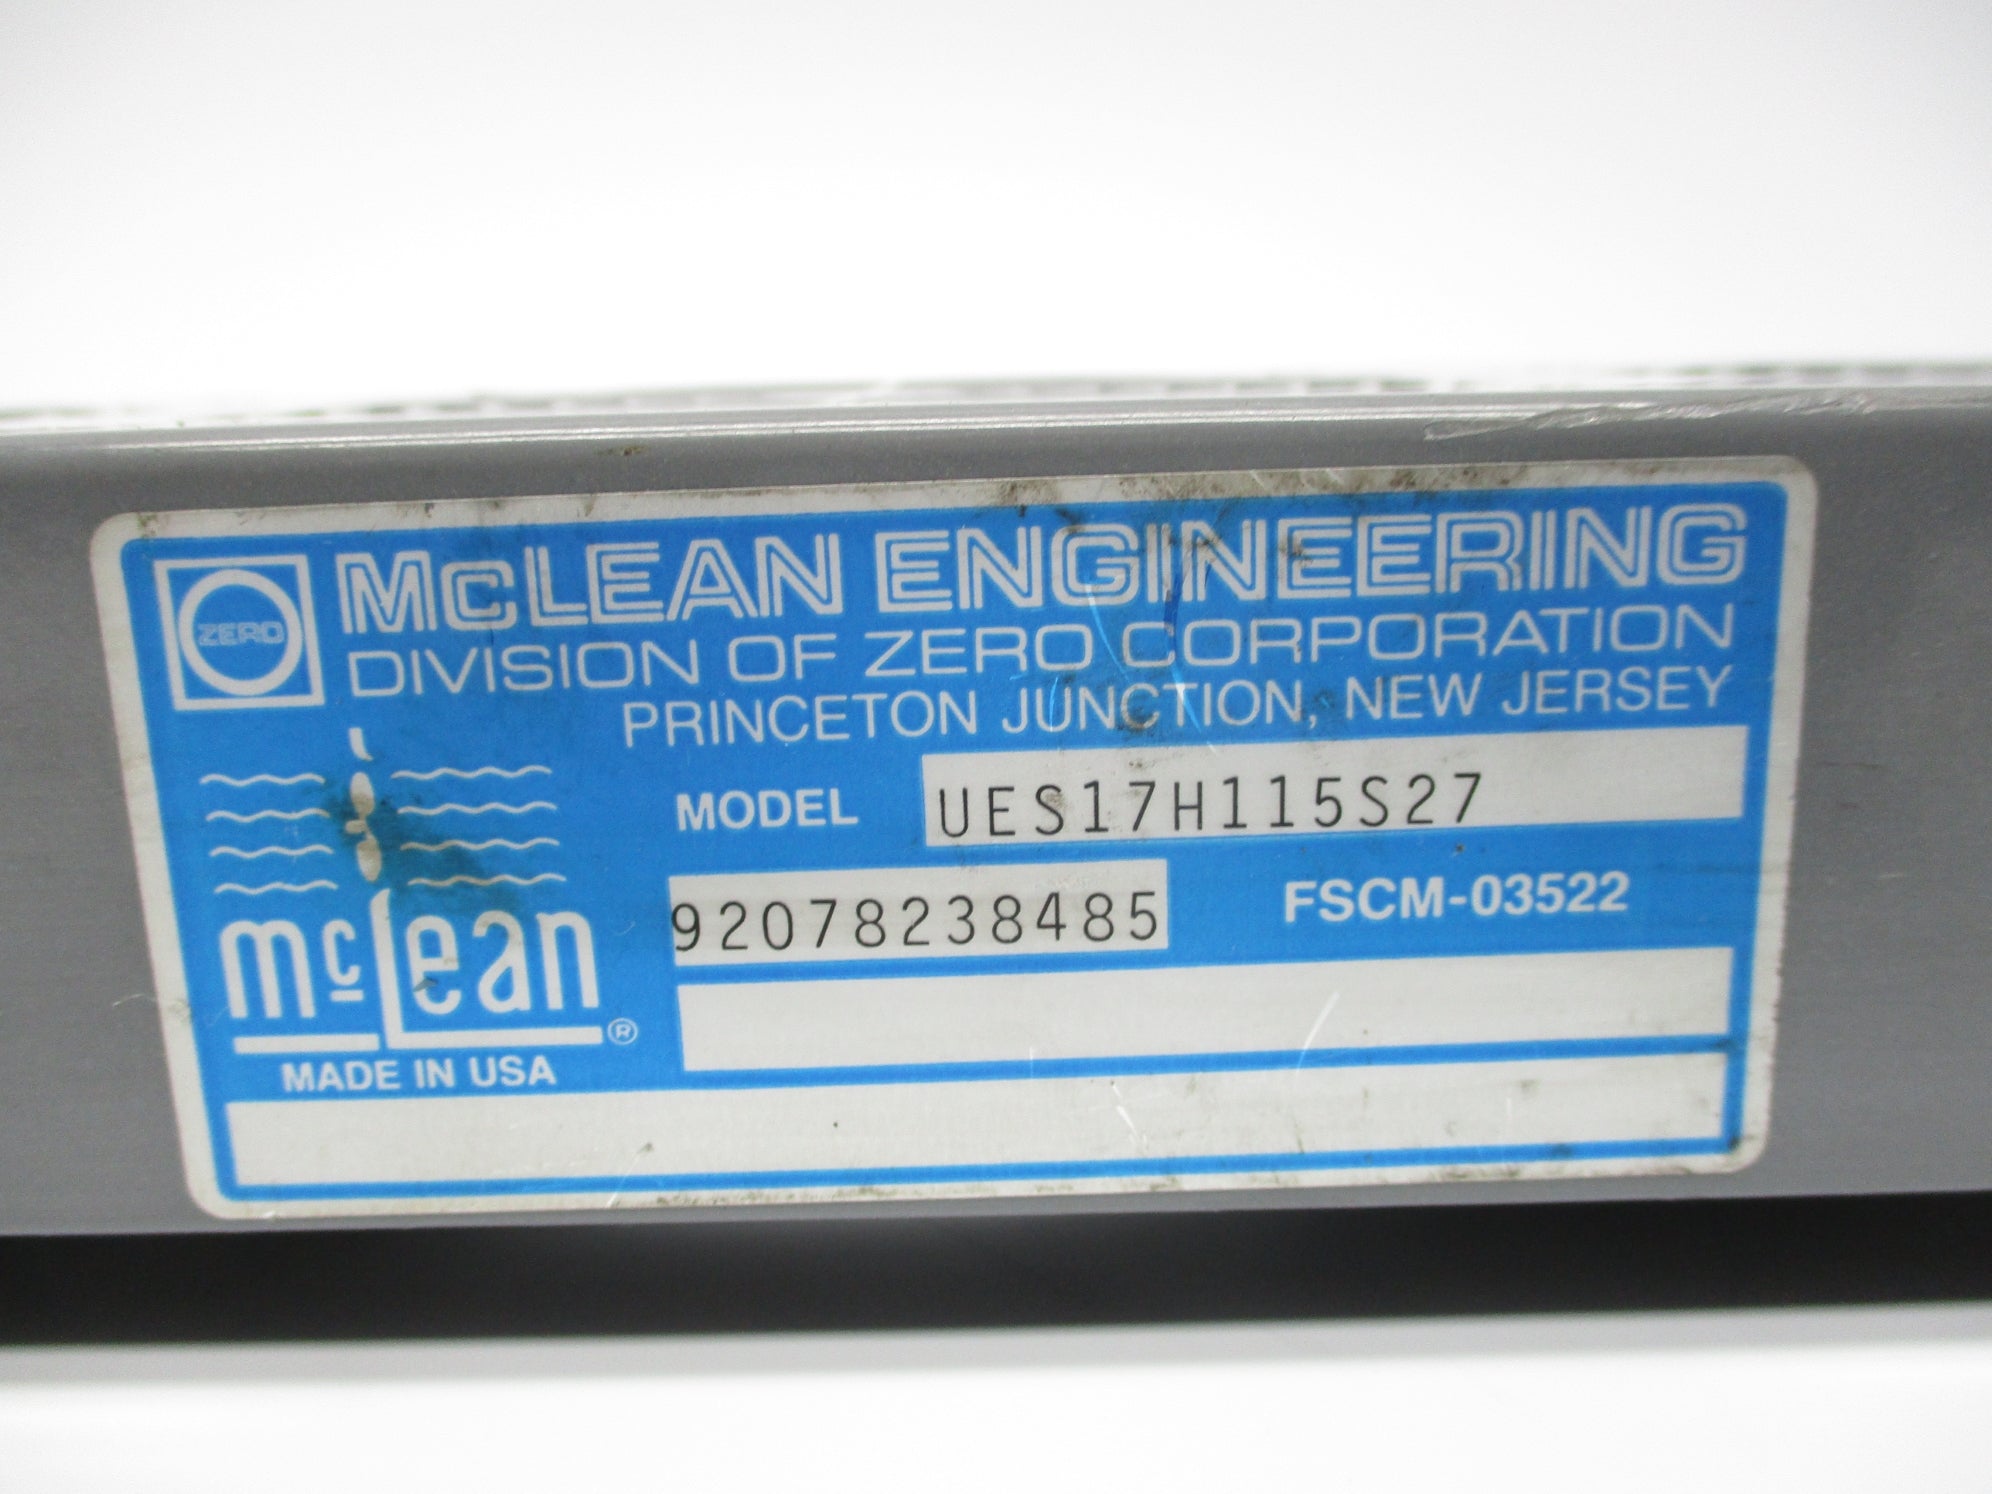 ZERO
McLEAN ENGINEERING
DIVISION OF ZERO CORPORATION
PRINCETON JUNCTION, NEW JERSEY
MODEL UES17H115S27
92078238485 FSCM-03522
McLean®
MADE IN USA